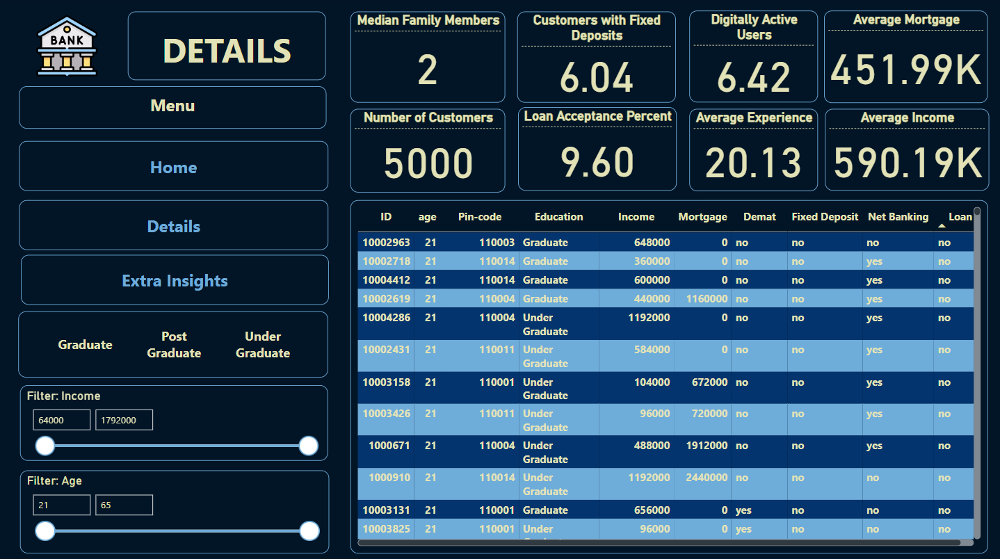 BANK
DETAILS
Menu
Home
Details
Extra Insights
Graduate
Post
Graduate
Under
Graduate
Filter: Income
64000 1792000
Filter: Age
21 65
Median Family Members
2
Customers with Fixed
Deposits
6.04
Digitally Active
Users
6.42
Average Mortgage
451.99K
Number of Customers
5000
Loan Acceptance Percent
9.60
Average Experience
20.13
Average Income
590.19K
ID age Pin-code Education Income Mortgage Demat Fixed Deposit Net Banking Loan
10002963 21 110003 Graduate 648000 0 no no no no
10002718 21 110014 Graduate 360000 0 no no yes no
10004412 21 110014 Graduate 600000 0 no no yes no
10002619 21 110004 Graduate 440000 1160000 no no yes no
10004286 21 110004 Under 1192000 0 no no yes no
Graduate
10002431 21 110011 Under 584000 0 no no yes no
Graduate
10003158 21 110001 Under 104000 672000 no no yes no
Graduate
10003426 21 110011 Under 96000 720000 no no yes no
Graduate
1000671 21 110004 Under 488000 1912000 no no yes no
Graduate
1000910 21 110014 Under 1192000 2440000 no no no no
Graduate
10003131 21 110001 Graduate 656000 0 yes no no no
10003825 21 110001 Under 96000 0 yes no no no